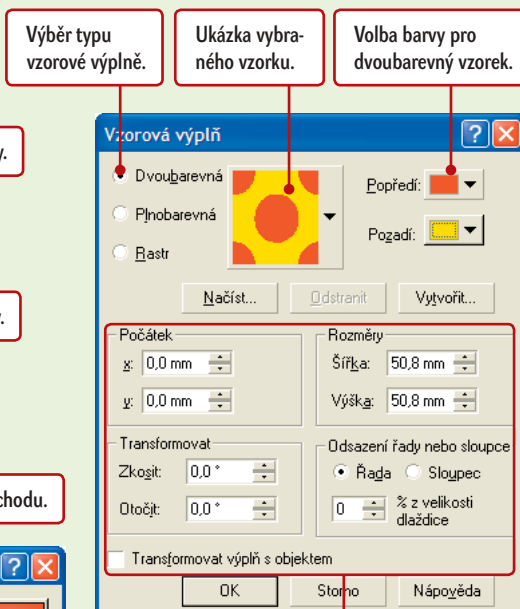 Výběr typu
vzorové výplně.
Ukázka vybra-
ného vzorku.
Volba barvy pro
dvoubarevný vzorek.
y.
y.
chodu.
Vzorová výplň
Dvoubarevná
Plnobarevná
Rastr
Popředí:
Pozadí:
Načíst...
Odstranit
Vytvořit...
Počátek
x: 0,0 mm
y: 0,0 mm
Rozměry
Šířka: 50,8 mm
Výška: 50,8 mm
Transformovat
Zkosit: 0,0 °
Otočit: 0,0 °
Odsazení řady nebo sloupce
Řada Sloupec
0 % z velikosti
dlaždice
Transformovat výplň s objektem
OK Storno Nápověda